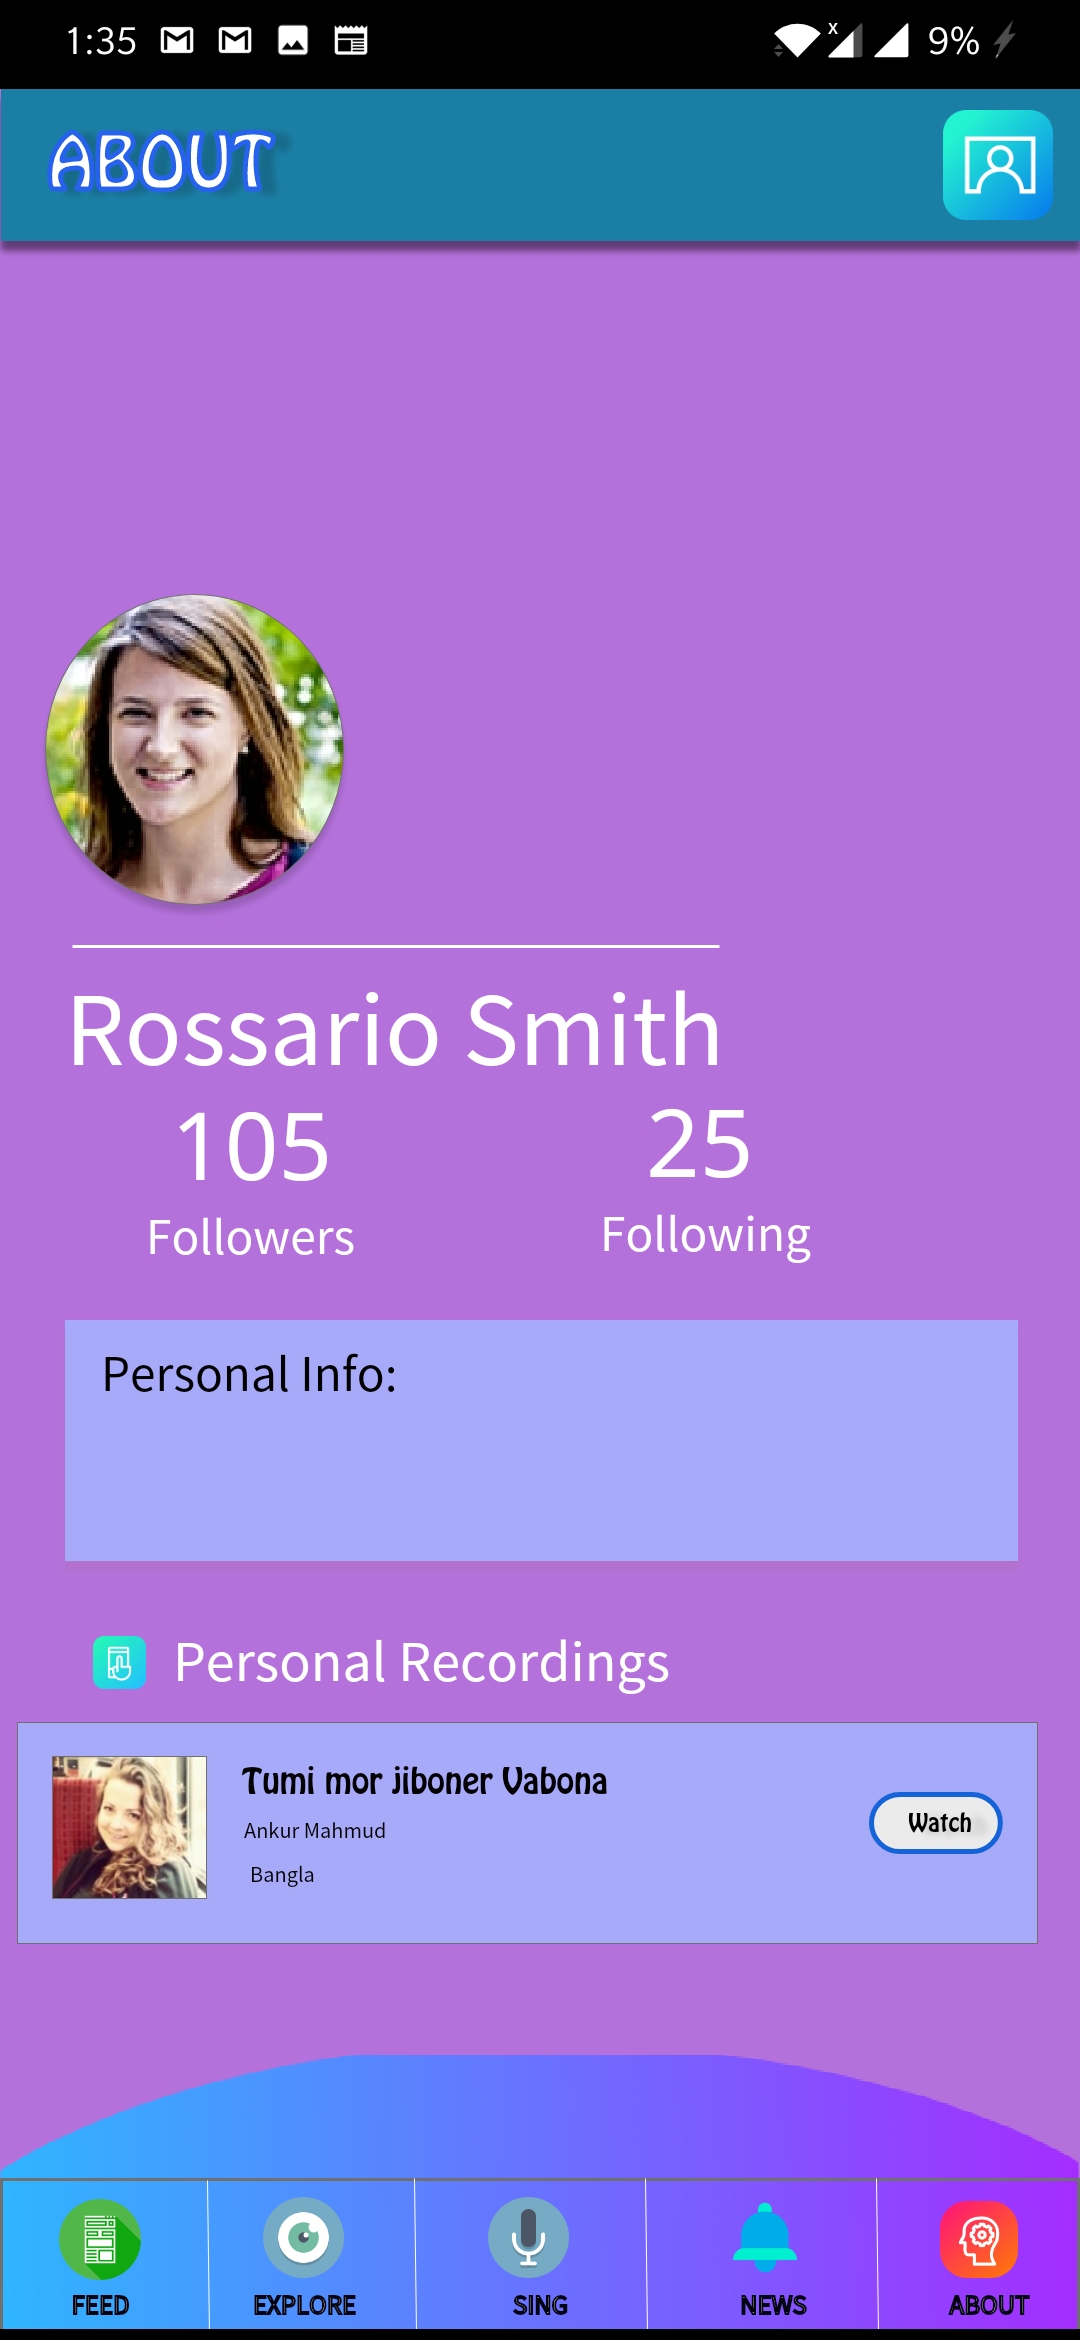 1:35
x
9%
ABOUT
Rossario Smith
105 25
Followers Following
Personal Info:
Personal Recordings
Tumi mor jiboner Vabona
Ankur Mahmud
Watch
Bangla
FEED EXPLORE SING NEWS ABOUT